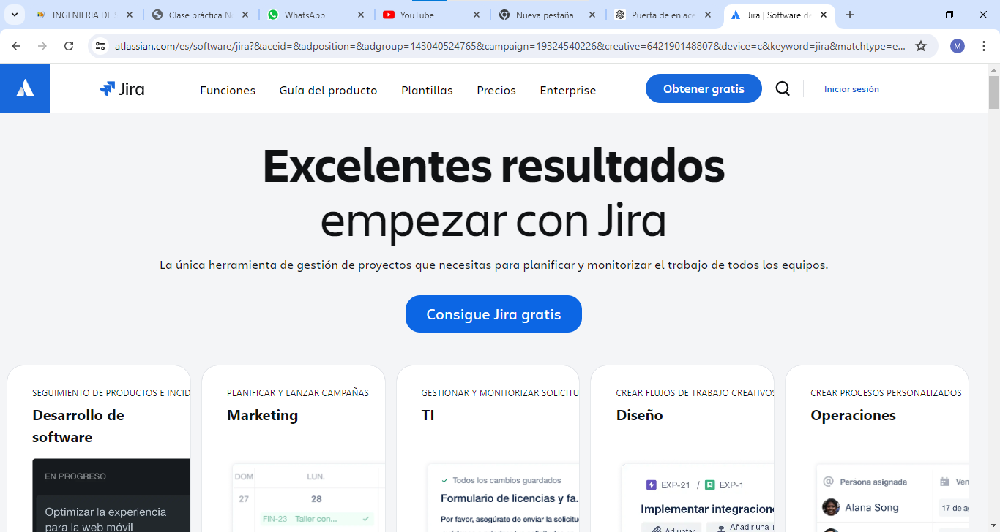 INGENIERIA DE S
Clase práctica N
WhatsApp
YouTube
Nueva pestaña
Puerta de enlac
Jira | Software de
atlassian.com/es/software/jira?&aceid=&adposition=&adgroup=143040524765&campaign=19324540226&creative=642190148807&device=c&keyword=jira&matchtype=e...
M
Jira
Funciones
Guía del producto
Plantillas
Precios
Enterprise
Obtener gratis
Iniciar sesión
Excelentes resultados
empezar con Jira
La única herramienta de gestión de proyectos que necesitas para planificar y monitorizar el trabajo de todos los equipos.
Consigue Jira gratis
SEGUIMIENTO DE PRODUCTOS E INCID
Desarrollo de
software
EN PROGRESO
Optimizar la experiencia
para la web móvil
PLANIFICAR Y LANZAR CAMPAÑAS
Marketing
DOM LUN.
27 28
FIN-23 Taller con...
GESTIONAR Y MONITORIZAR SOLICITU
TI
Todos los cambios guardados
Formulario de licencias y fa.
Por favor, asegúrate de enviar la solicitu
CREAR FLUJOS DE TRABAJO CREATIVOS
Diseño
EXP-21 / EXP-1
Implementar integracione
Adjuntar Añadir una i
CREAR PROCESOS PERSONALIZADOS
Operaciones
Persona asignada Ven
Alana Song 17 de ag